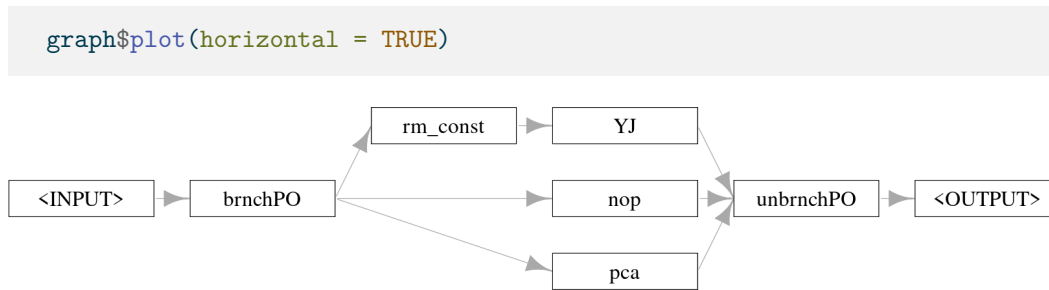 graph$plot(horizontal = TRUE)
rm_const YJ
<INPUT> brnchPO nop unbrnchPO <OUTPUT>
pca